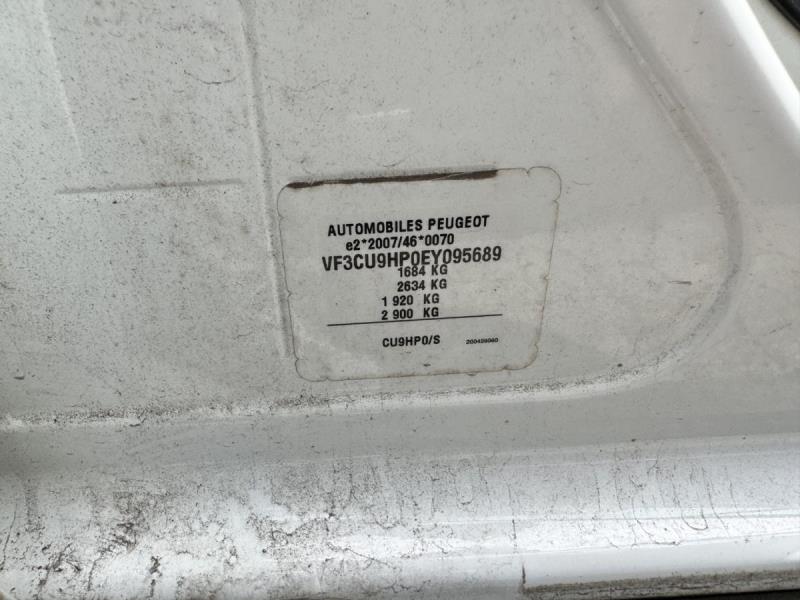 AUTOMOBILES PEUGEOT
e2*2007/46*0070
VF3CU9HP0EY095689
1684 KG
2634 KG
1 920 KG
2 900 KG
CU9HP0/S